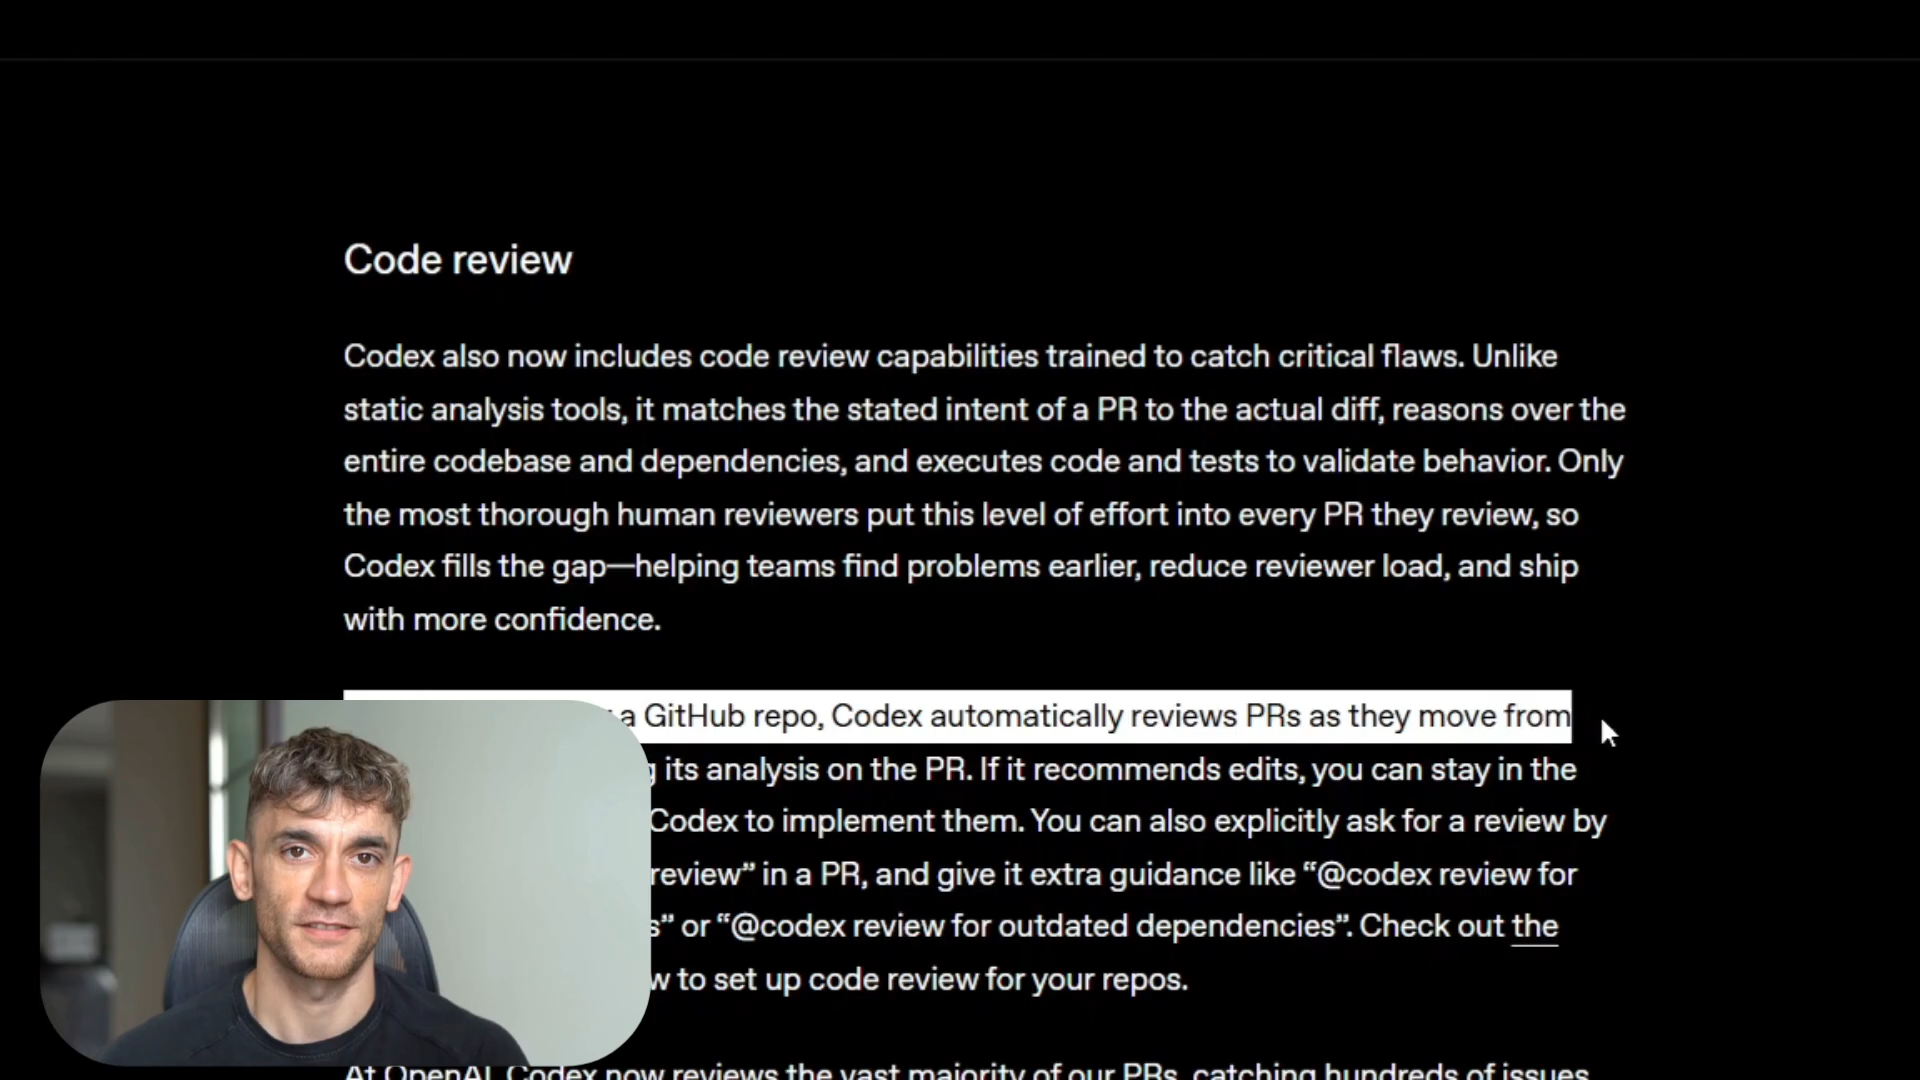 Code review
Codex also now includes code review capabilities trained to catch critical flaws. Unlike
static analysis tools, it matches the stated intent of a PR to the actual diff, reasons over the
entire codebase and dependencies, and executes code and tests to validate behavior. Only
the most thorough human reviewers put this level of effort into every PR they review, so
Codex fills the gap—helping teams find problems earlier, reduce reviewer load, and ship
with more confidence.
a GitHub repo, Codex automatically reviews PRs as they move from
its analysis on the PR. If it recommends edits, you can stay in the
Codex to implement them. You can also explicitly ask for a review by
review” in a PR, and give it extra guidance like “@codex review for
or “@codex review for outdated dependencies”. Check out the
to set up code review for your repos.
At OpenAI, Codex now reviews the vast majority of our PRs, catching hundreds of issues